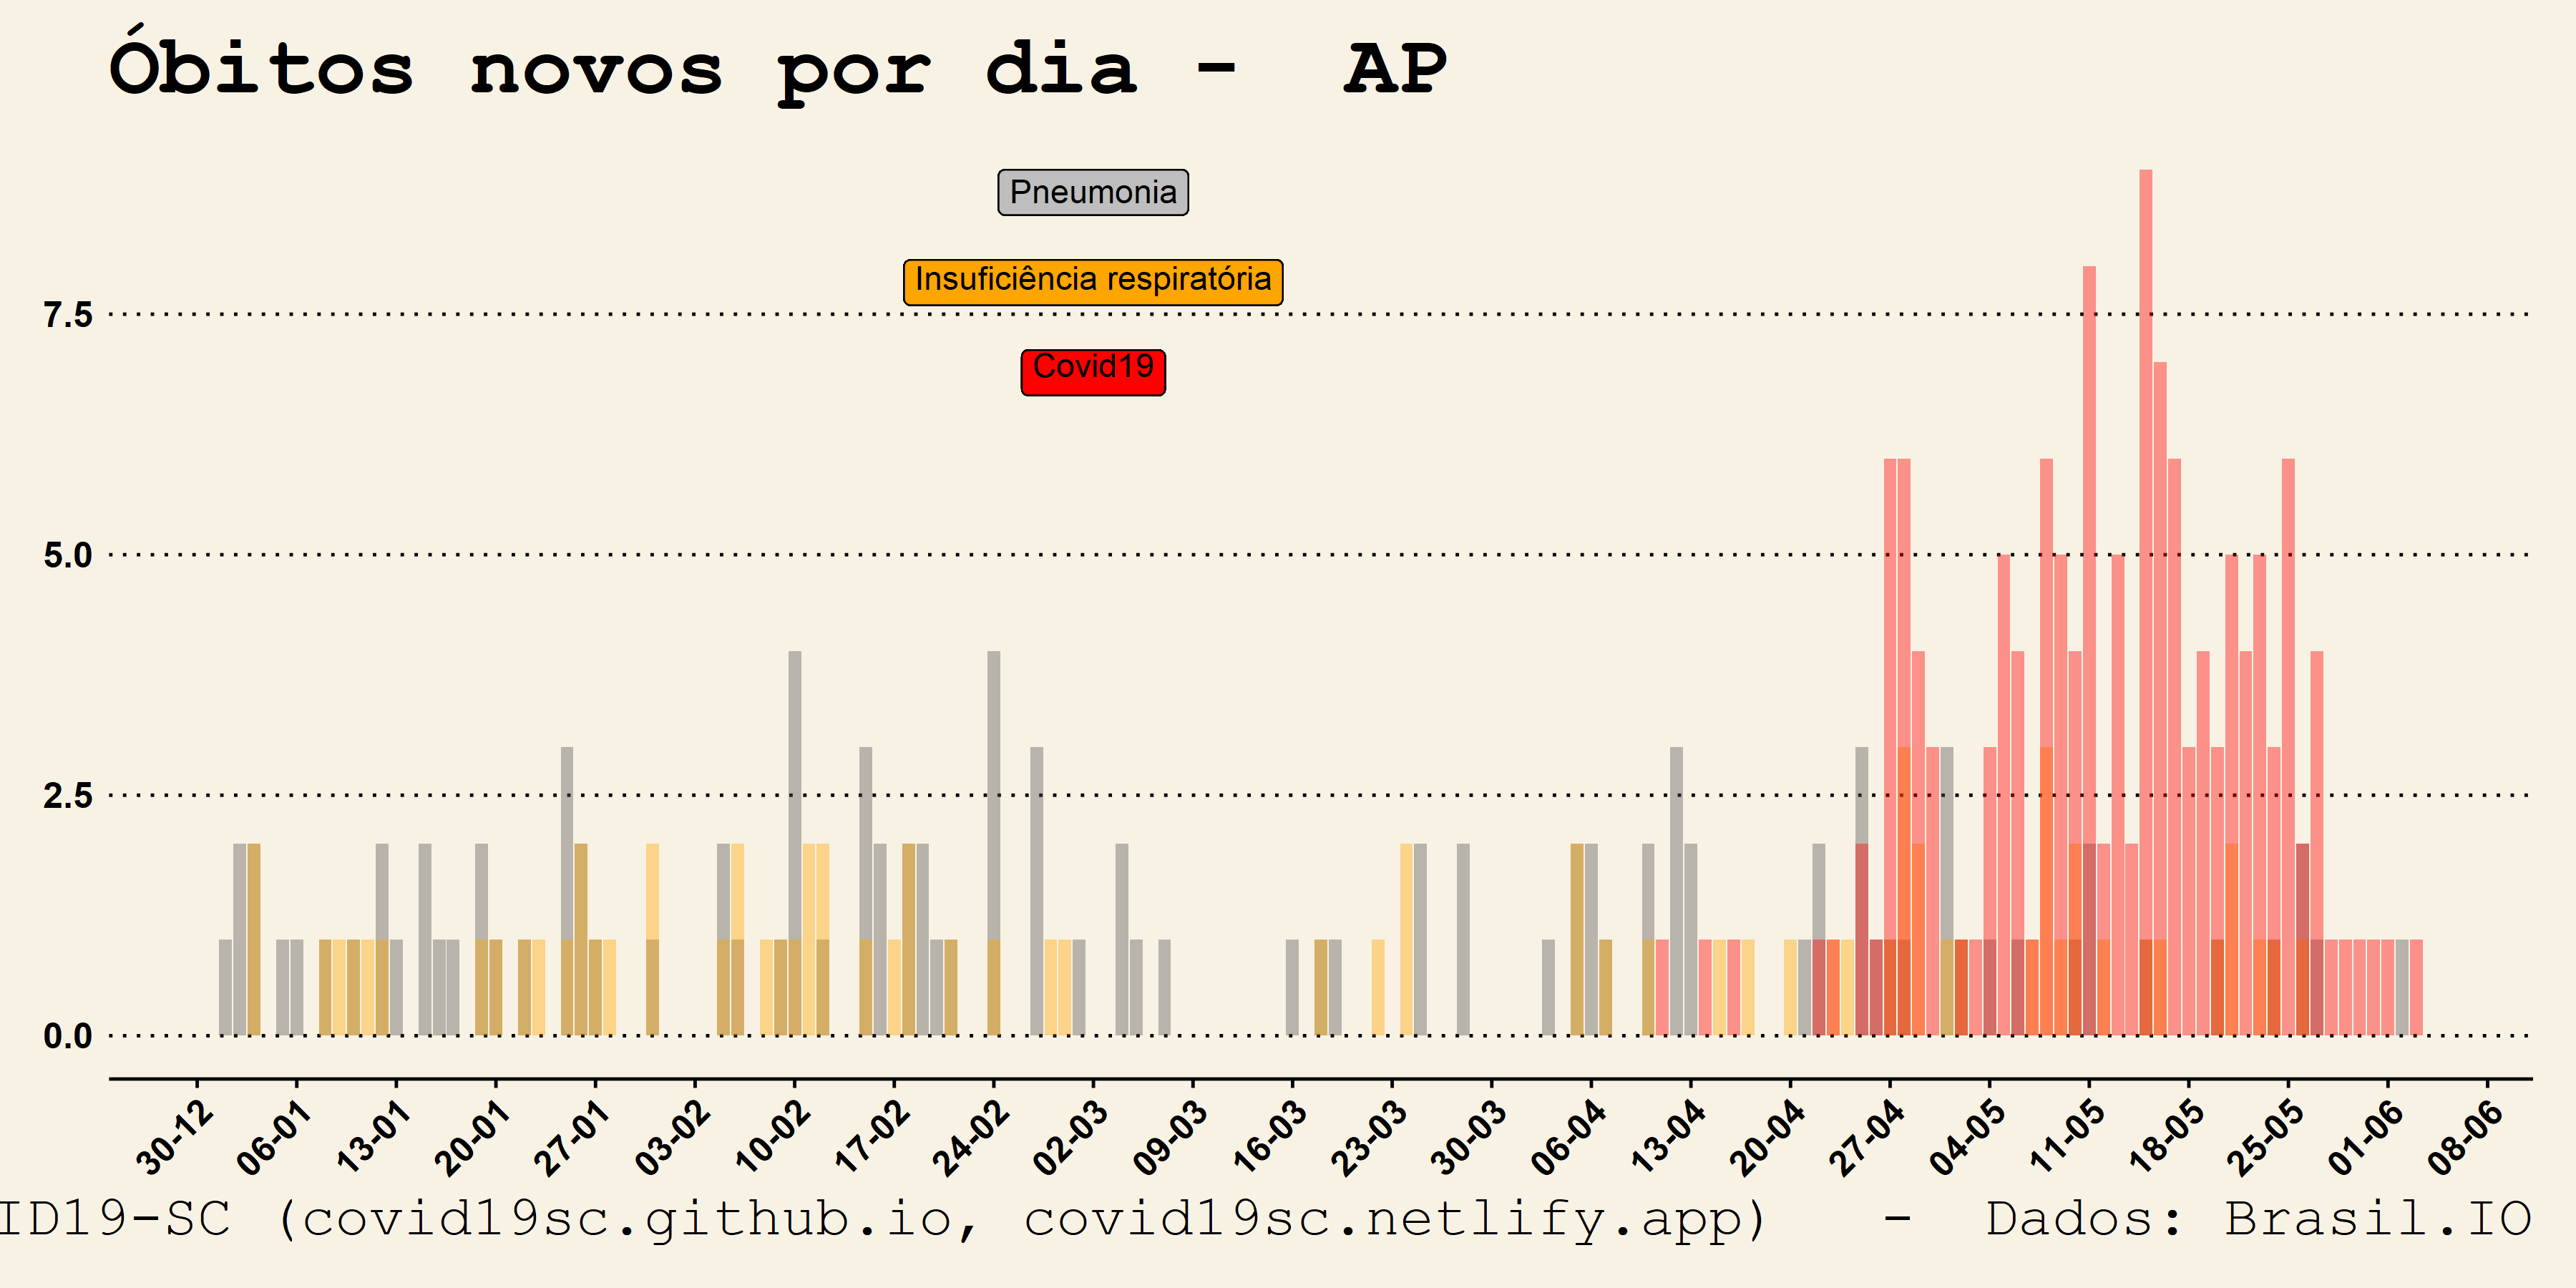 Óbitos novos por dia - AP
Pneumonia
Insuficiência respiratória
Covid19
7.5
5.0
2.5
0.0
30-12 06-01 13-01 20-01 27-01 03-02 10-02 17-02 24-02 02-03 09-03 16-03 23-03 30-03 06-04 13-04 20-04 27-04 04-05 11-05 18-05 25-05 01-06 08-06
ID19-SC (covid19sc.github.io, covid19sc.netlify.app) - Dados: Brasil.IO